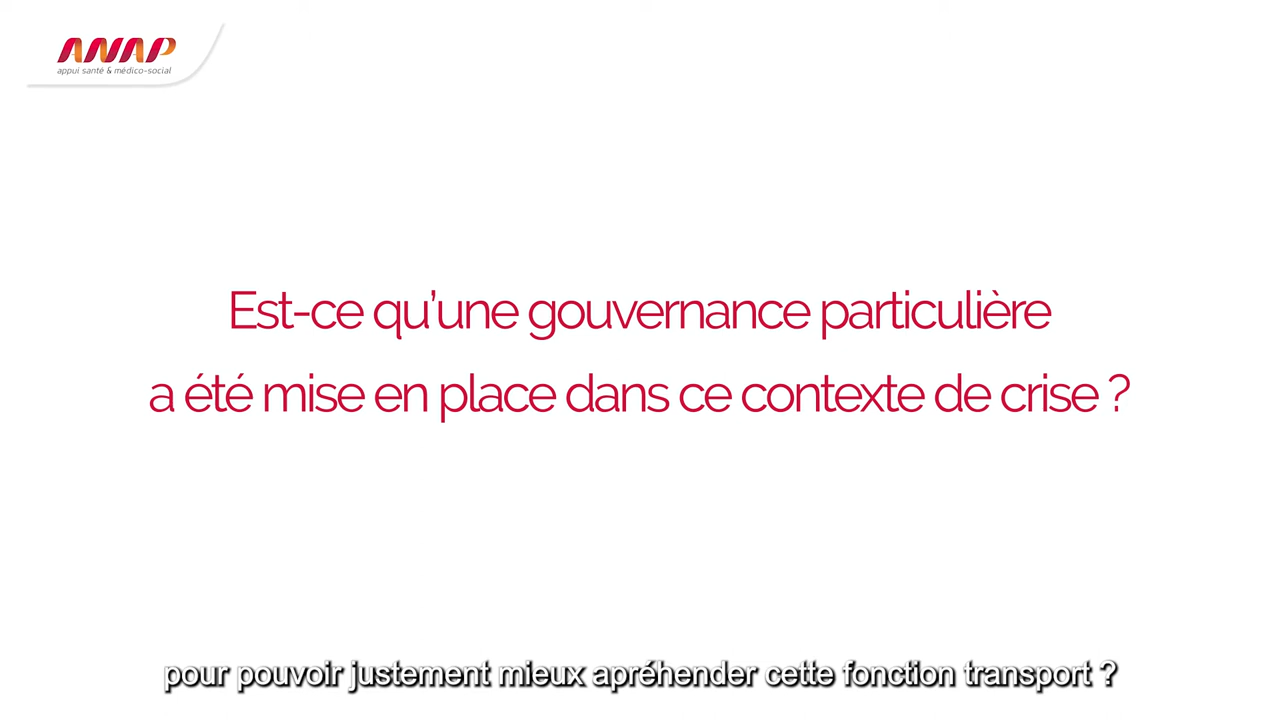 ANAP
appui santé & médico-social
Est-ce qu’une gouvernance particulière
a été mise en place dans ce contexte de crise ?
pour pouvoir justement mieux apréhender cette fonction transport ?